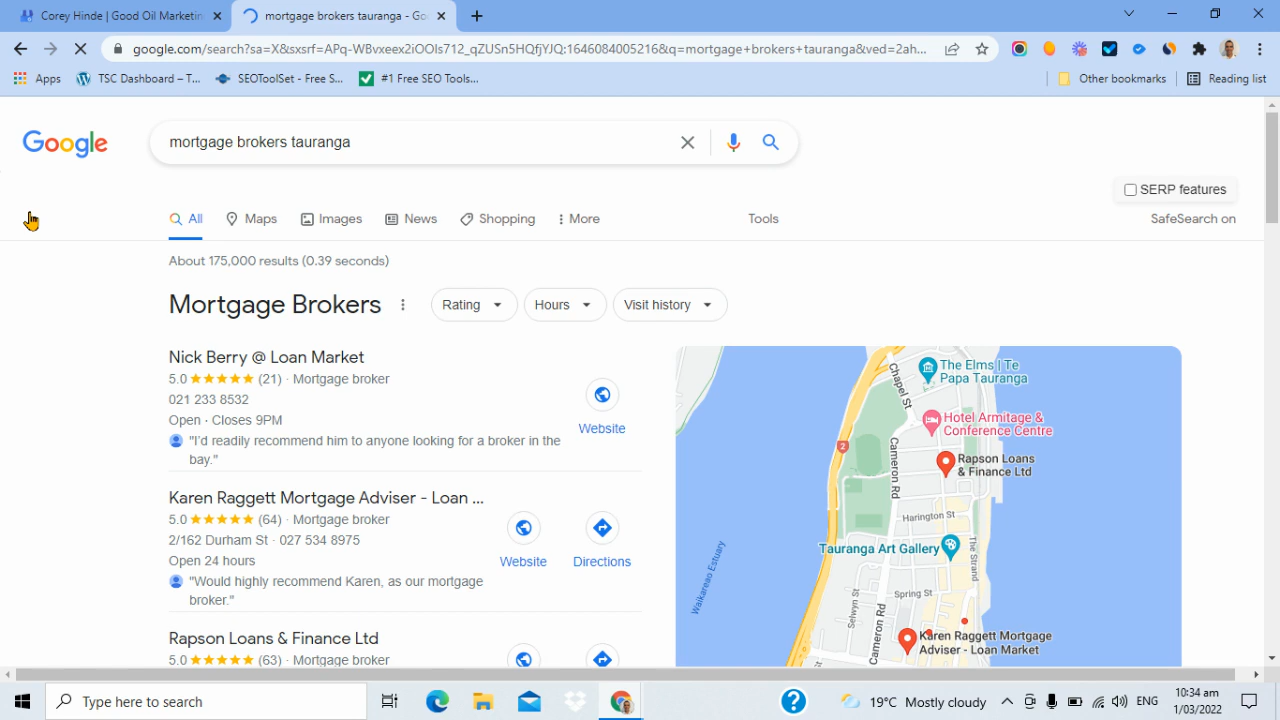 Corey Hinde | Good Oil Marketin
mortgage brokers tauranga - Go
google.com/search?sa=X&sxsrf=APq-WBvxeex2iOOIs712_qZUSn5HQfjYJQ:1646084005216&q=mortgage+brokers+tauranga&ved=2ah...
Apps
TSC Dashboard – T...
SEOToolSet - Free S...
#1 Free SEO Tools...
Other bookmarks
Reading list
Google
mortgage brokers tauranga
SERP features
All
Maps
Images
News
Shopping
More
Tools
SafeSearch on
About 175,000 results (0.39 seconds)
Mortgage Brokers
Rating
Hours
Visit history
Nick Berry @ Loan Market
5.0 (21) · Mortgage broker
021 233 8532
Open · Closes 9PM
"I'd readily recommend him to anyone looking for a broker in the
bay."
Website
Karen Raggett Mortgage Adviser - Loan ...
5.0 (64) · Mortgage broker
2/162 Durham St · 027 534 8975
Open 24 hours
"Would highly recommend Karen, as our mortgage
broker."
Website
Directions
Rapson Loans & Finance Ltd
5.0 (63) · Mortgage broker
The Elms | Te
Papa Tauranga
Chapel St
Hotel Armitage &
Conference Centre
2
Cameron Rd
Rapson Loans
& Finance Ltd
Harington St
Tauranga Art Gallery
The Strand
Waikareao Estuary
Spring St
Selwyn St
Cameron Rd
Karen Raggett Mortgage
Adviser - Loan Market
Type here to search
19°C Mostly cloudy
ENG
10:34 am
1/03/2022